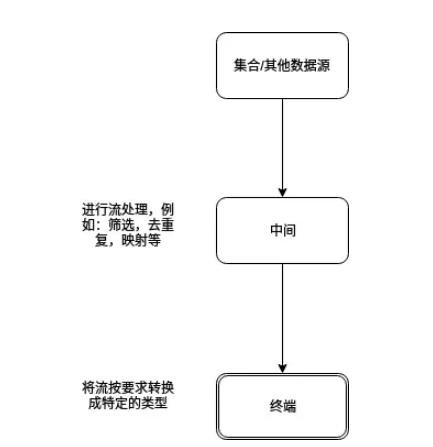 集合/其他数据源
进行流处理，例
如：筛选，去重
复，映射等
中间
将流按要求转换
成特定的类型
终端